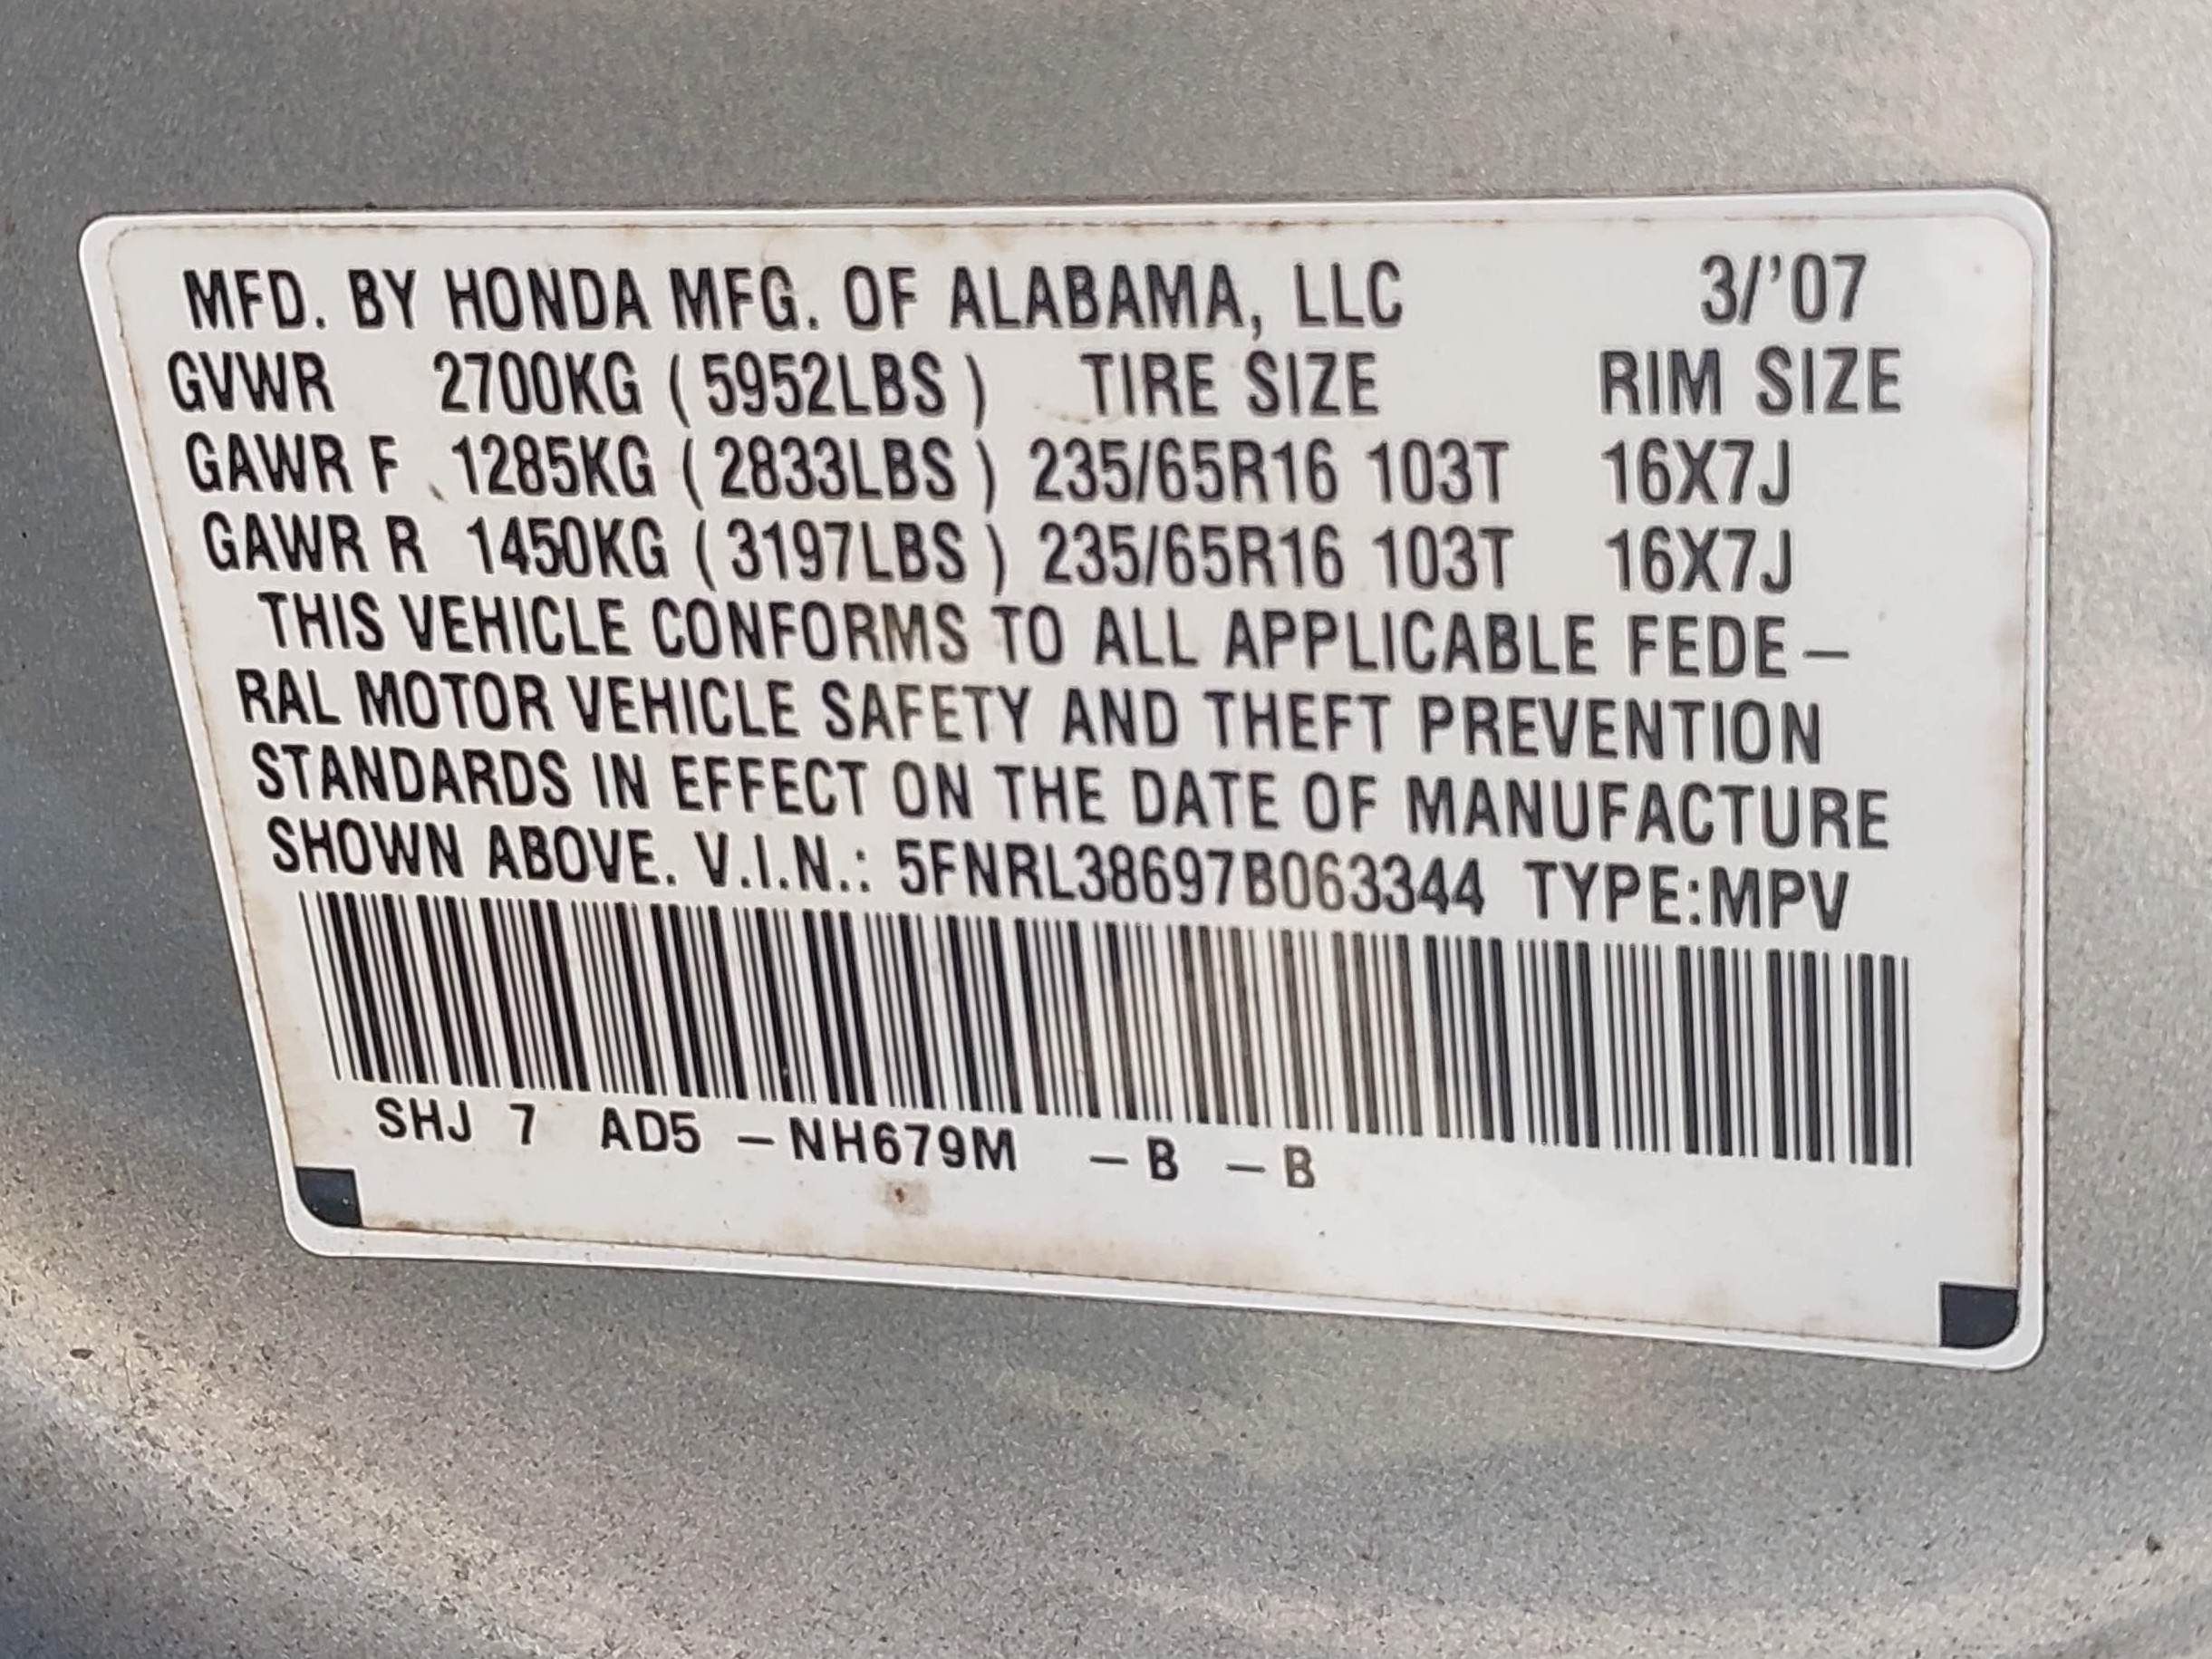 MFD. BY HONDA MFG. OF ALABAMA, LLC 3/'07
GVWR 2700KG (5952LBS) TIRE SIZE RIM SIZE
GAWR F 1285KG (2833LBS) 235/65R16 103T 16X7J
GAWR R 1450KG (3197LBS) 235/65R16 103T 16X7J
THIS VEHICLE CONFORMS TO ALL APPLICABLE FEDE–
RAL MOTOR VEHICLE SAFETY AND THEFT PREVENTION
STANDARDS IN EFFECT ON THE DATE OF MANUFACTURE
SHOWN ABOVE. V.I.N.: 5FNRL38697B063344 TYPE:MPV
SHJ 7 AD5 –NH679M –B –B